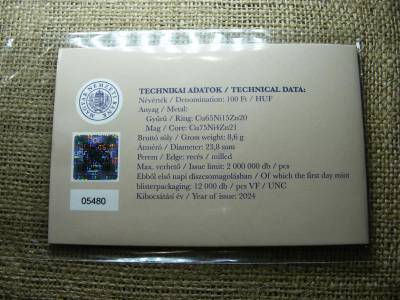 MAGYAR NEMZETI BANK
TECHNIKAI ADATOK / TECHNICAL DATA:
Névérték / Denomination: 100 Ft / HUF
Anyag / Metal:
Gyűrű / Ring: Cu65Ni15Zn20
Mag / Core: Cu75Ni4Zn21
Bruttó súly / Gross weight: 8,6 g
Átmérő / Diameter: 23,8 mm
Perem / Edge: recés / milled
Max. verhető / Issue limit: 2 000 000 db / pcs
Ebből első napi díszcsomagolásban / Of which the first day mint
blisterpackaging: 12 000 db / pcs VF / UNC
Kibocsátási év / Year of issue: 2024
05480